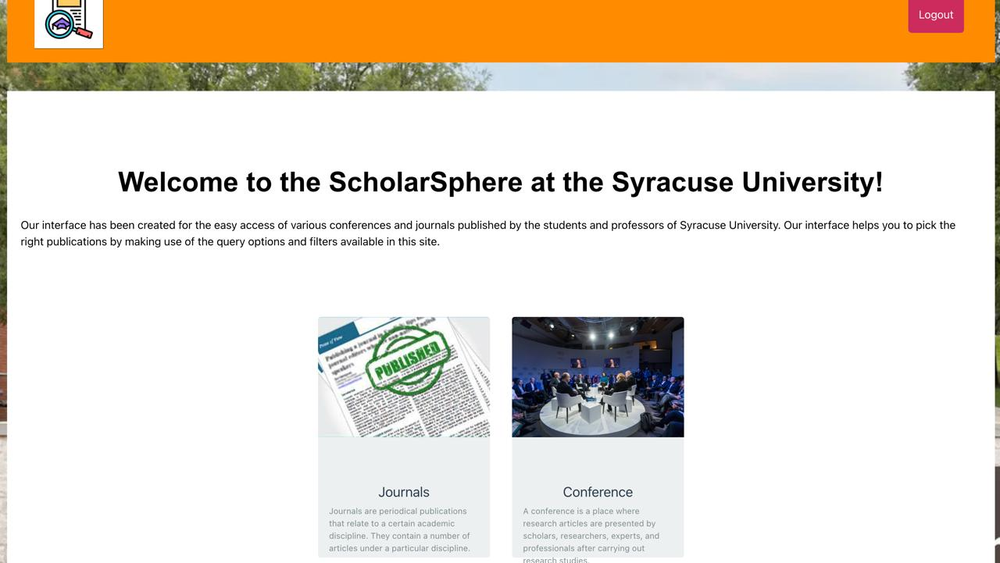 Logout
Welcome to the ScholarSphere at the Syracuse University!
Our interface has been created for the easy access of various conferences and journals published by the students and professors of Syracuse University. Our interface helps you to pick the
right publications by making use of the query options and filters available in this site.
Point of View
PUBLISHED
Journals
Journals are periodical publications
that relate to a certain academic
discipline. They contain a number of
articles under a particular discipline.
Conference
A conference is a place where
research articles are presented by
scholars, researchers, experts, and
professionals after carrying out
research studies.